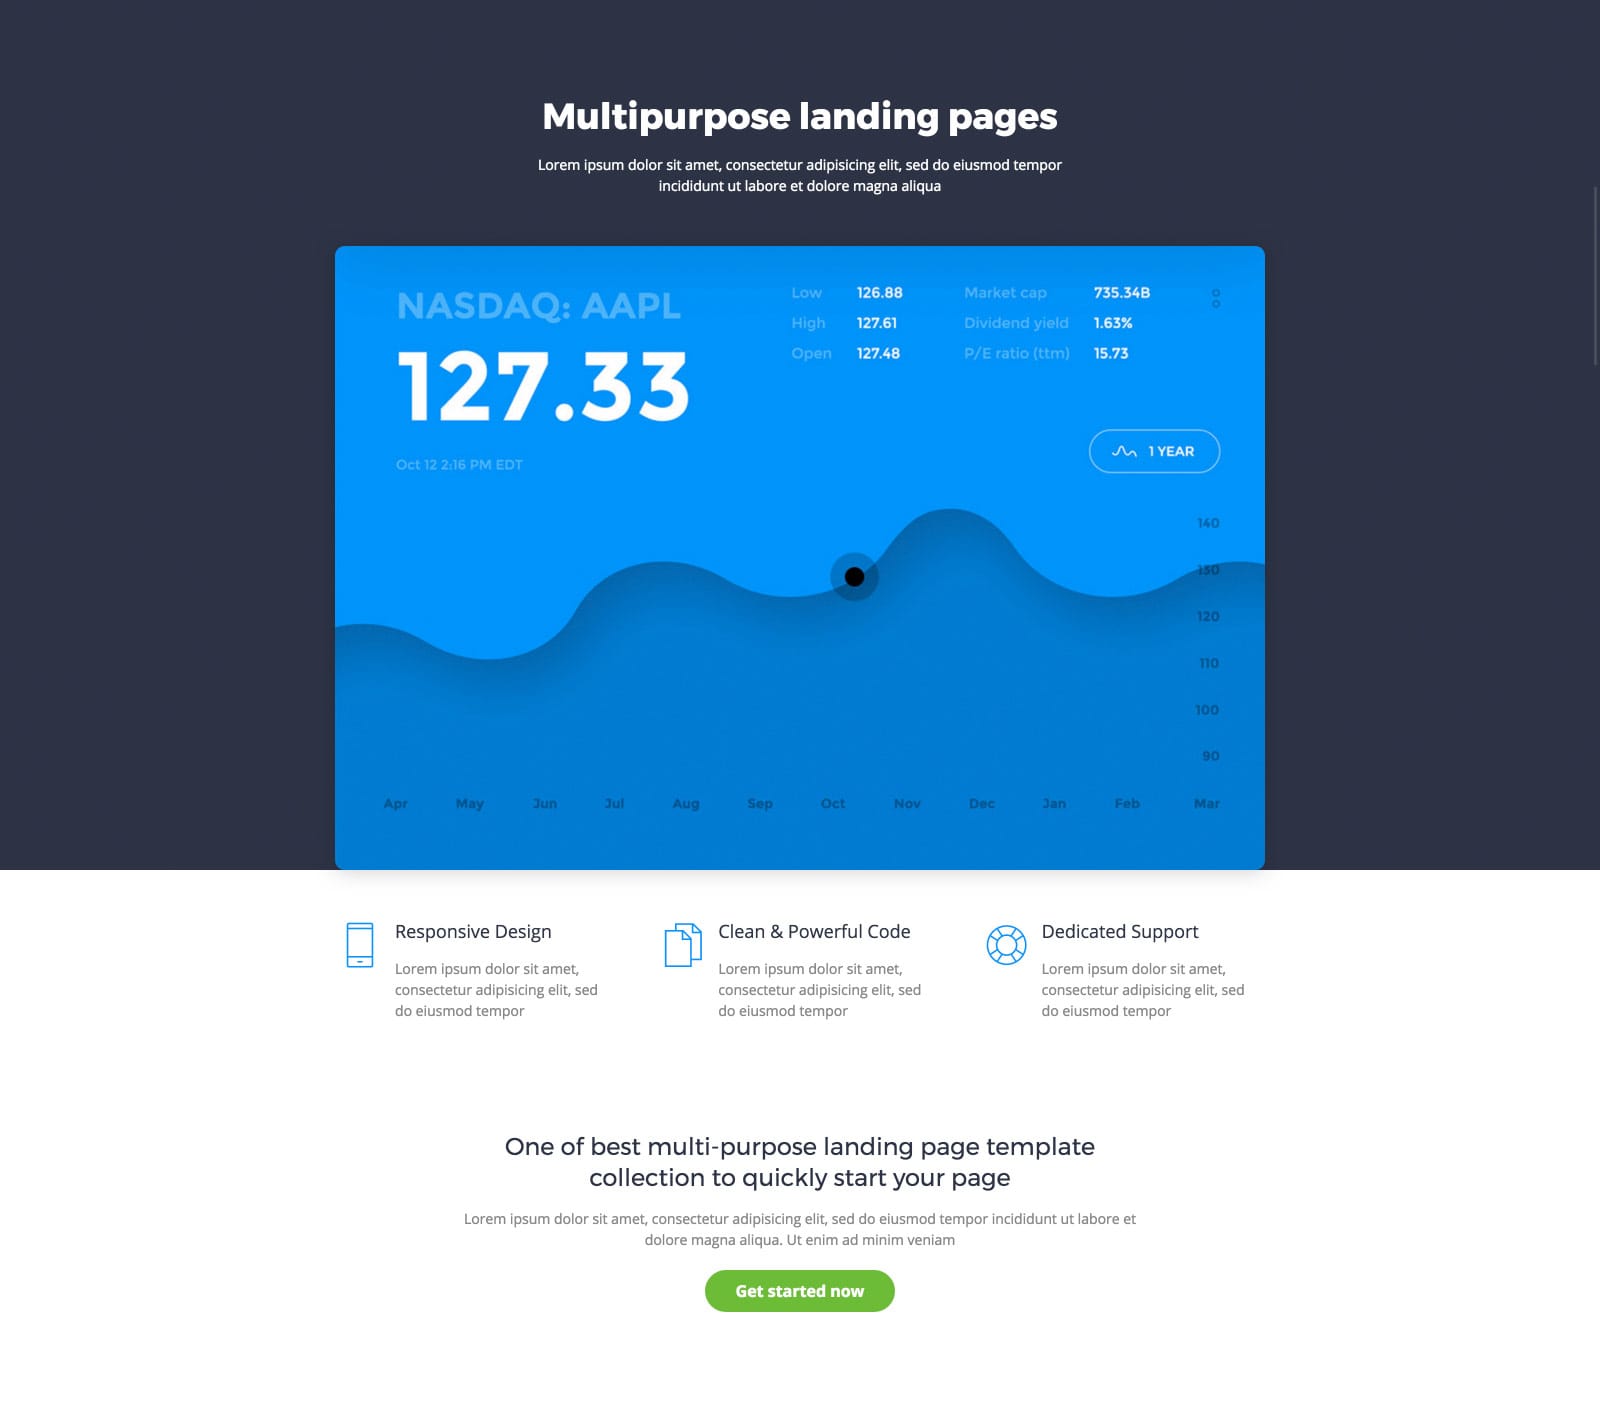 Multipurpose landing pages
Lorem ipsum dolor sit amet, consectetur adipisicing elit, sed do eiusmod tempor
incididunt ut labore et dolore magna aliqua
NASDAQ: AAPL
127.33
Oct 12 2:16 PM EDT
Low 126.88 Market cap 735.34B
High 127.61 Dividend yield 1.63%
Open 127.48 P/E ratio (ttm) 15.73
1 YEAR
140
130
120
110
100
90
Apr May Jun Jul Aug Sep Oct Nov Dec Jan Feb Mar
Responsive Design
Lorem ipsum dolor sit amet,
consectetur adipisicing elit, sed
do eiusmod tempor
Clean & Powerful Code
Lorem ipsum dolor sit amet,
consectetur adipisicing elit, sed
do eiusmod tempor
Dedicated Support
Lorem ipsum dolor sit amet,
consectetur adipisicing elit, sed
do eiusmod tempor
One of best multi-purpose landing page template
collection to quickly start your page
Lorem ipsum dolor sit amet, consectetur adipisicing elit, sed do eiusmod tempor incididunt ut labore et
dolore magna aliqua. Ut enim ad minim veniam
Get started now